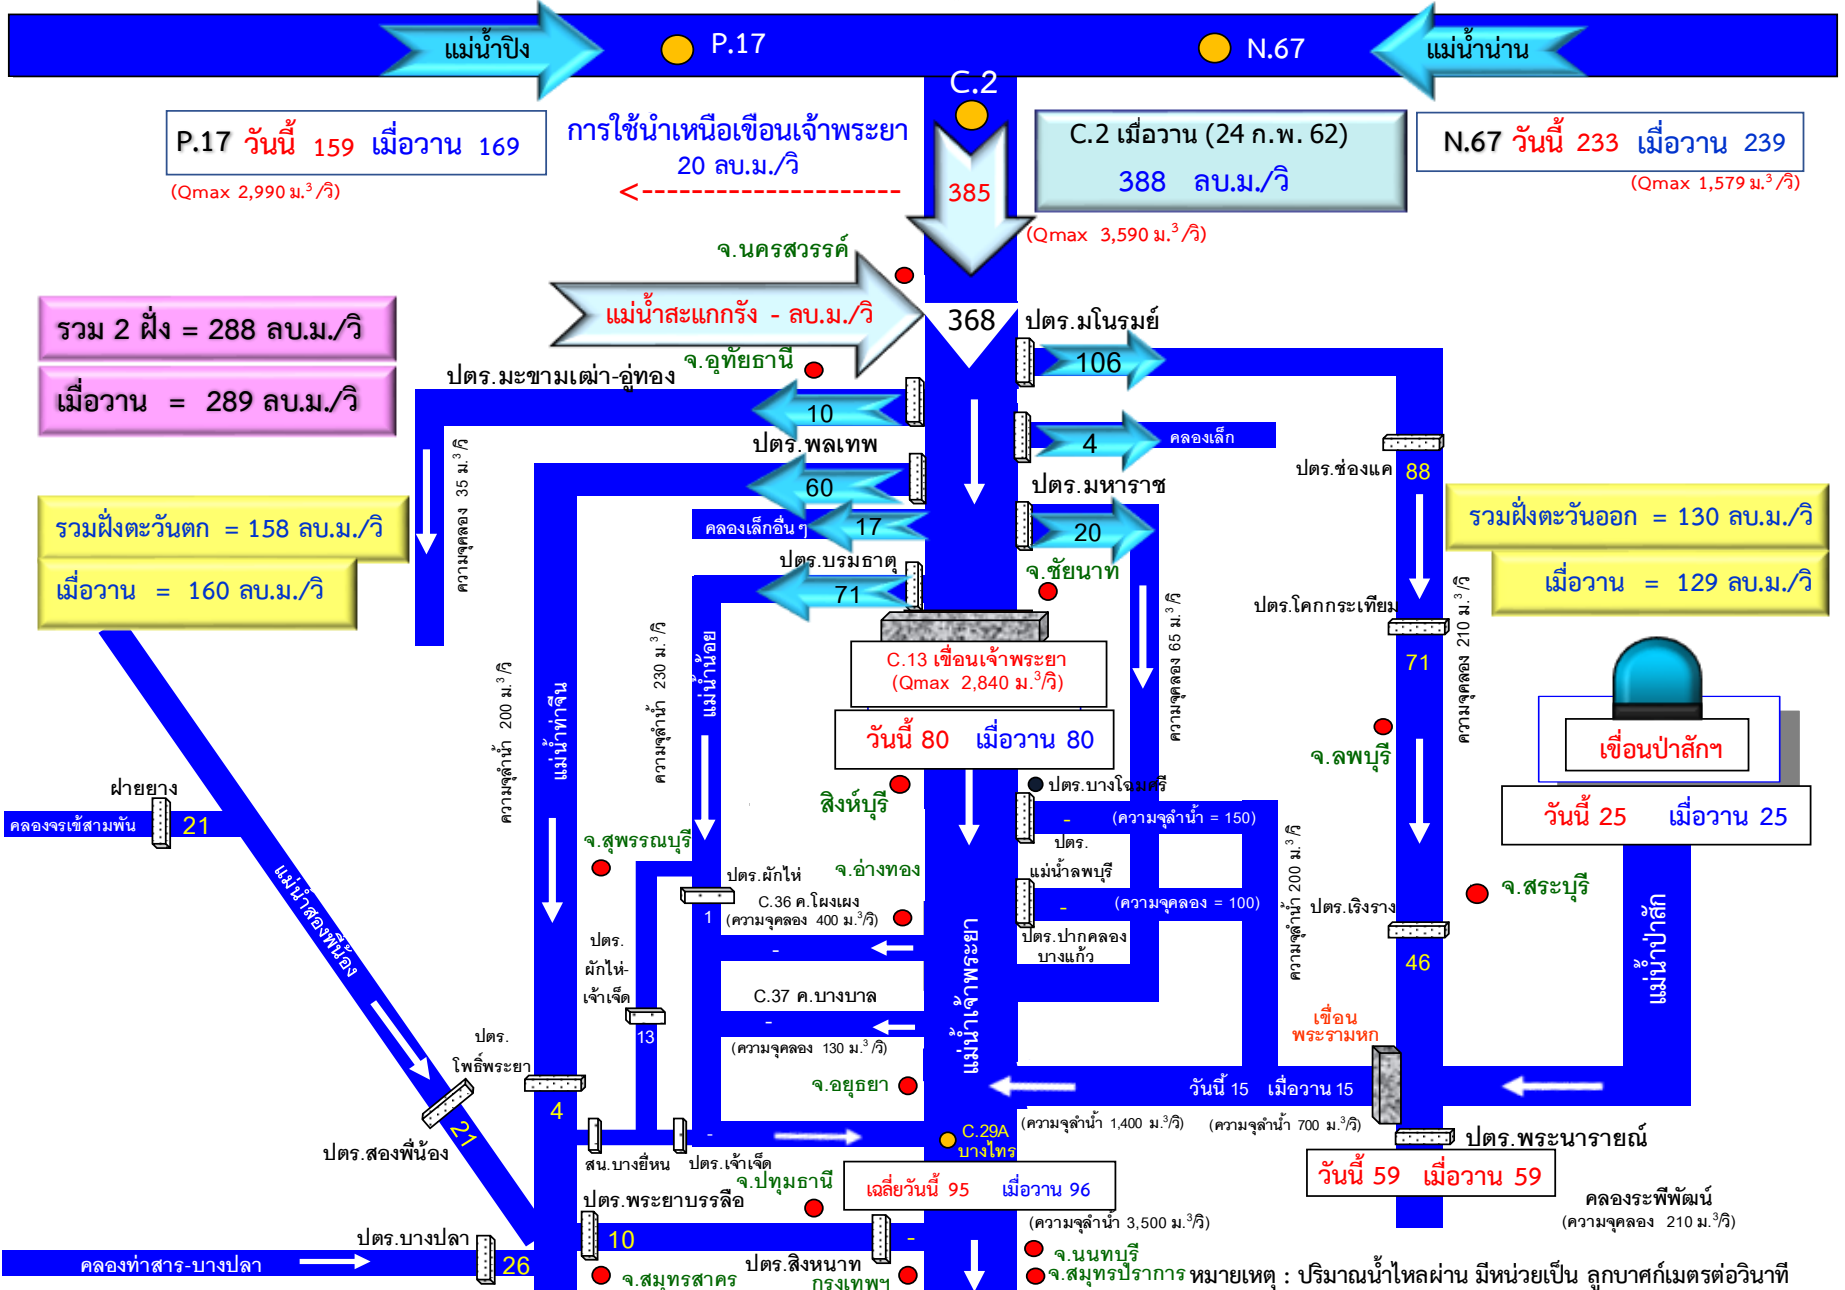 แม่น้ำปิง
P.17
N.67
แม่น้ำน่าน
C.2
P.17 วันนี้ 159 เมื่อวาน 169
(Qmax 2,990 ม.³/วิ)
การใช้น้ำเหนือเขื่อนเจ้าพระยา
20 ลบ.ม./วิ
<--------------------
385
C.2 เมื่อวาน (24 ก.พ. 62)
388 ลบ.ม./วิ
(Qmax 3,590 ม.³/วิ)
N.67 วันนี้ 233 เมื่อวาน 239
(Qmax 1,579 ม.³/วิ)
จ.นครสวรรค์
แม่น้ำสะแกกรัง - ลบ.ม./วิ
368
ปตร.มโนรมย์
106
รวม 2 ฝั่ง = 288 ลบ.ม./วิ
เมื่อวาน = 289 ลบ.ม./วิ
จ.อุทัยธานี
ปตร.มะขามเฒ่า-อู่ทอง
10
4
คลองเล็ก
ปตร.พลเทพ
60
ปตร.ช่องแค
88
ปตร.มหาราช
20
คลองเล็กอื่น ๆ
17
ความจุคลอง 35 ม.³/วิ
รวมฝั่งตะวันตก = 158 ลบ.ม./วิ
เมื่อวาน = 160 ลบ.ม./วิ
รวมฝั่งตะวันออก = 130 ลบ.ม./วิ
เมื่อวาน = 129 ลบ.ม./วิ
ปตร.บรมธาตุ
71
จ.ชัยนาท
ปตร.โคกกระเทียม
71
ความจุคลอง 210 ม.³/วิ
ความจุคลอง 65 ม.³/วิ
C.13 เขื่อนเจ้าพระยา
(Qmax 2,840 ม.³/วิ)
วันนี้ 80 เมื่อวาน 80
ความจุลำน้ำ 200 ม.³/วิ
แม่น้ำท่าจีน
ความจุลำน้ำ 230 ม.³/วิ
แม่น้ำน้อย
เขื่อนป่าสักฯ
วันนี้ 25 เมื่อวาน 25
จ.ลพบุรี
สิงห์บุรี
ปตร.บางโฉมศรี
-
(ความจุลำน้ำ = 150)
ฝายยาง
คลองจรเข้สามพัน
21
แม่น้ำสองพี่น้อง
จ.สุพรรณบุรี
ปตร.ผักไห่
1
จ.อ่างทอง
C.36 ค.โผงเผง
(ความจุคลอง 400 ม.³/วิ)
-
ปตร.
แม่น้ำลพบุรี
-
(ความจุคลอง = 100)
ปตร.ปากคลอง
บางแก้ว
ความจุลำน้ำ 200 ม.³/วิ
ปตร.เริงราง
46
จ.สระบุรี
แม่น้ำป่าสัก
ปตร.
ผักไห่-
เจ้าเจ็ด
13
C.37 ค.บางบาล
-
(ความจุคลอง 130 ม.³/วิ)
แม่น้ำเจ้าพระยา
เขื่อน
พระรามหก
ปตร.
โพธิ์พระยา
4
จ.อยุธยา
วันนี้ 15 เมื่อวาน 15
(ความจุลำน้ำ 1,400 ม.³/วิ)
(ความจุลำน้ำ 700 ม.³/วิ)
21
ปตร.สองพี่น้อง
สน.บางยี่หน
-
ปตร.เจ้าเจ็ด
C.29A
บางไทร
ปตร.พระนารายณ์
วันนี้ 59 เมื่อวาน 59
จ.ปทุมธานี
เฉลี่ยวันนี้ 95 เมื่อวาน 96
(ความจุลำน้ำ 3,500 ม.³/วิ)
คลองระพีพัฒน์
(ความจุคลอง 210 ม.³/วิ)
ปตร.พระยาบรรลือ
10
-
ปตร.สิงหนาท
ปตร.บางปลา
คลองท่าสาร-บางปลา
26
จ.สมุทรสาคร
กรุงเทพฯ
จ.นนทบุรี
จ.สมุทรปราการ
หมายเหตุ : ปริมาณน้ำไหลผ่าน มีหน่วยเป็น ลูกบาศก์เมตรต่อวินาที